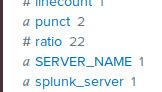 # linecount 1
a punct 2
# ratio 22
a SERVER_NAME 1
a splunk_server 1